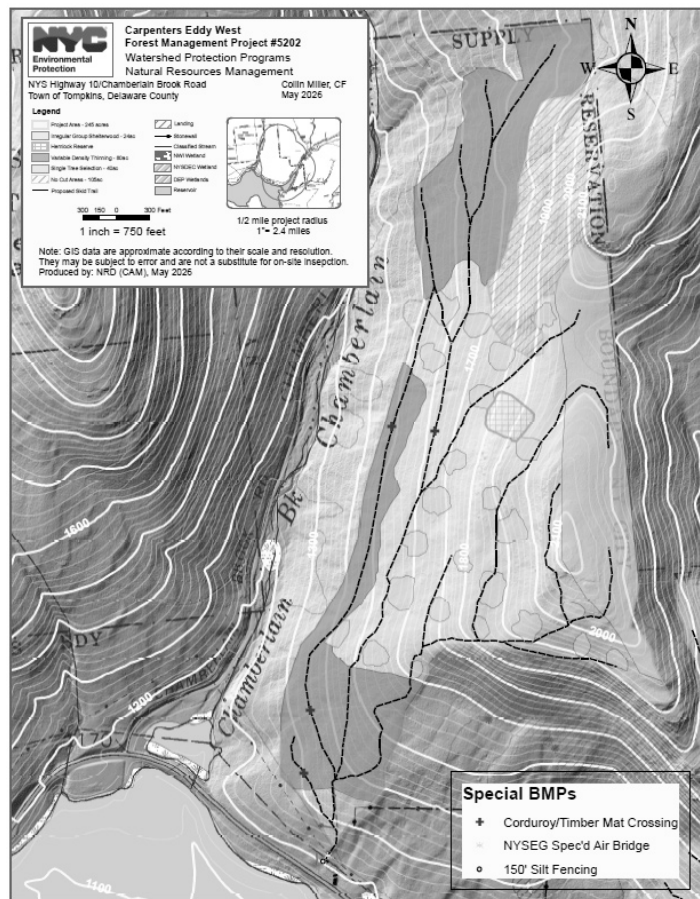 NYC
Environmental
Protection
Carpenters Eddy West
Forest Management Project #5202
Watershed Protection Programs
Natural Resources Management
NYS Highway 10/Chamberlain Brook Road
Town of Tompkins, Delaware County
Collin Miller, CF
May 2026
Legend
Project Area - 245 acres
Irregular Group Shelterwood - 24ac
Hemlock Reserve
Variable Density Thinning - 80ac
Single Tree Selection - 40ac
No Cut Areas - 106ac
Proposed Skid Trail
Landing
Stonewall
Classified Stream
NWI Wetland
NYSDEC Wetland
DEP Wetlands
Reservoir
300 150 0 300 Feet
1 inch = 750 feet
1/2 mile project radius
1"= 2.4 miles
Note: GIS data are approximate according to their scale and resolution.
They may be subject to error and are not a substitute for on-site insepction.
Produced by: NRD (CAM), May 2026
SUPPLY
N
W E
S
RESERVATION
BOUNDARY
2000
2100
1900
1700
Chamberlain
Bk
Chamberlain
1600
1200
1300
1800
2100
2000
1100
Special BMPs
Corduroy/Timber Mat Crossing
NYSEG Spec'd Air Bridge
150' Silt Fencing